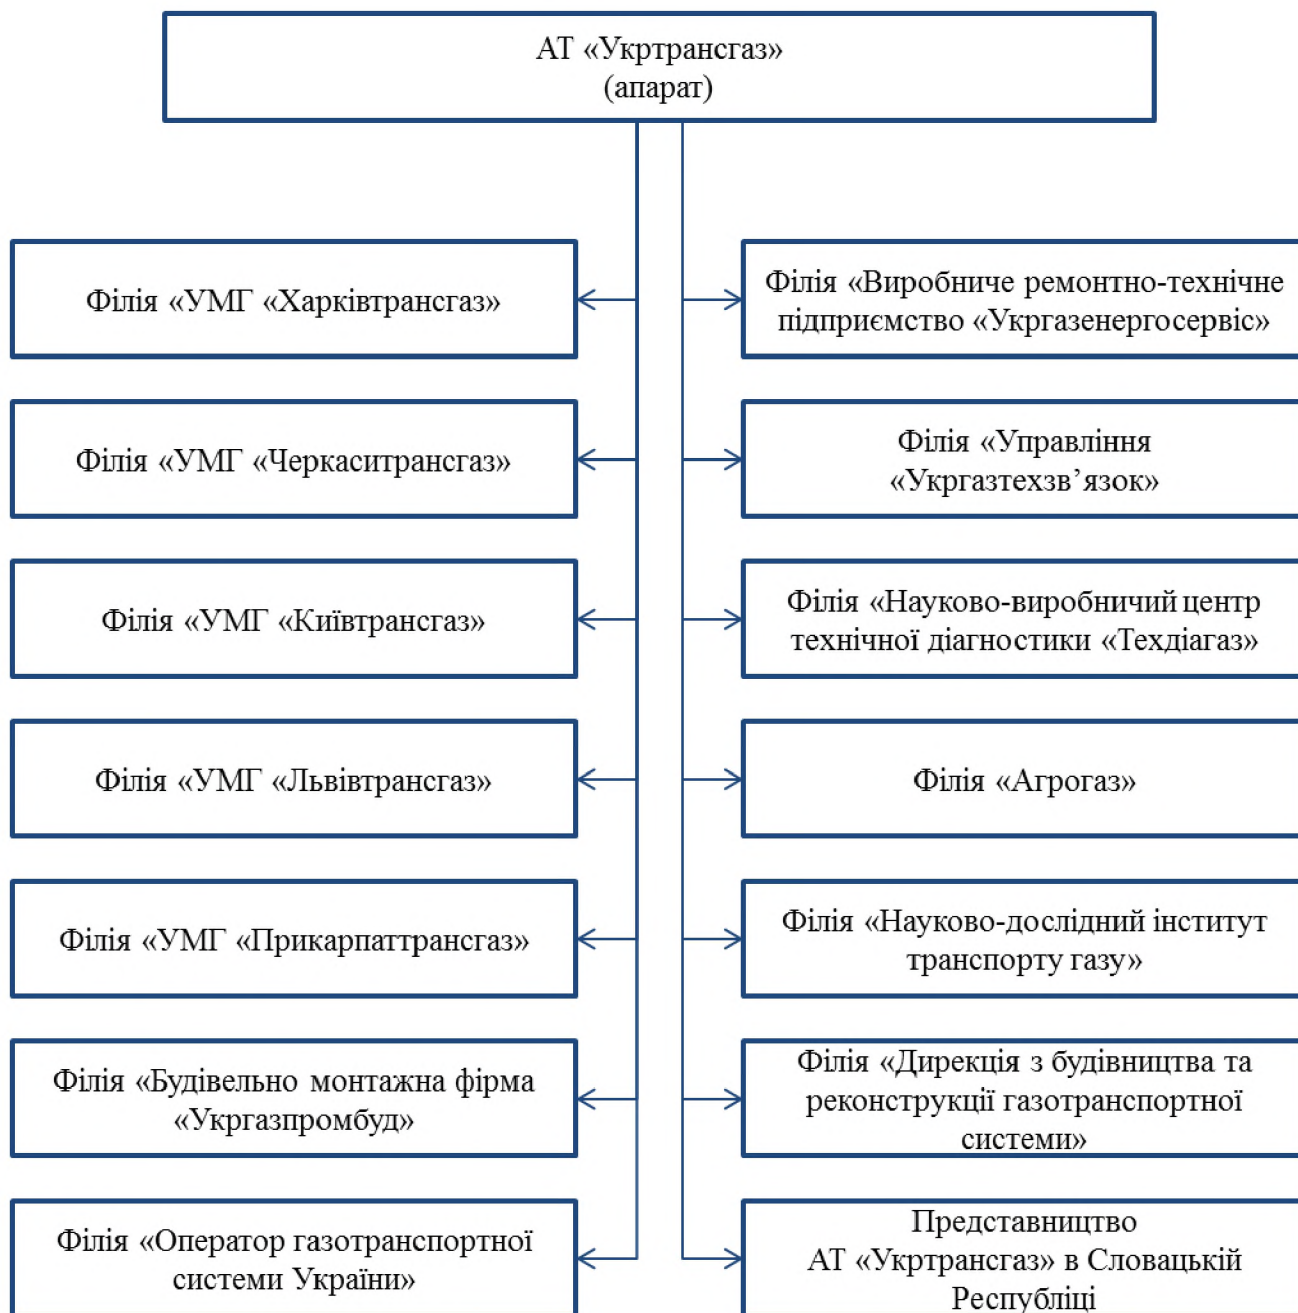 АТ «Укртрансгаз»
(апарат)
Філія «УМГ «Харківтрансгаз»
Філія «УМГ «Черкаситрансгаз»
Філія «УМГ «Київтрансгаз»
Філія «УМГ «Львівтрансгаз»
Філія «УМГ «Прикарпаттрансгаз»
Філія «Будівельно монтажна фірма
«Укргазпромбуд»
Філія «Оператор газотранспортної
системи України»
Філія «Виробниче ремонтно-технічне
підприємство «Укргазенергосервіс»
Філія «Управління
«Укргазтехзв’язок»
Філія «Науково-виробничий центр
технічної діагностики «Техдіагаз»
Філія «Агрогаз»
Філія «Науково-дослідний інститут
транспорту газу»
Філія «Дирекція з будівництва та
реконструкції газотранспортної
системи»
Представництво
АТ «Укртрансгаз» в Словацькій
Республіці